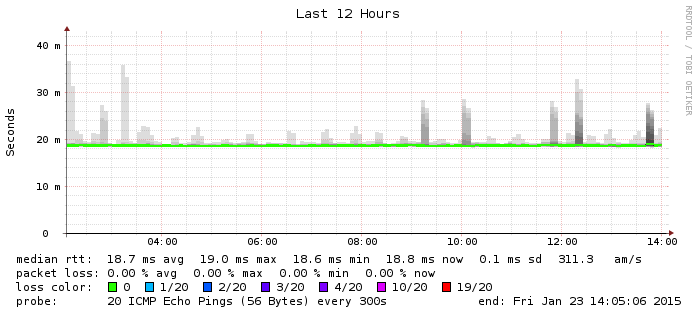 Last 12 Hours
RRDTOOL / TOBI OETIKER
Seconds
40 m
30 m
20 m
10 m
0
04:00 06:00 08:00 10:00 12:00 14:00
median rtt: 18.7 ms avg 19.0 ms max 18.6 ms min 18.8 ms now 0.1 ms sd 311.3 am/s
packet loss: 0.00 % avg 0.00 % max 0.00 % min 0.00 % now
loss color: 0 1/20 2/20 3/20 4/20 10/20 19/20
probe: 20 ICMP Echo Pings (56 Bytes) every 300s end: Fri Jan 23 14:05:06 2015